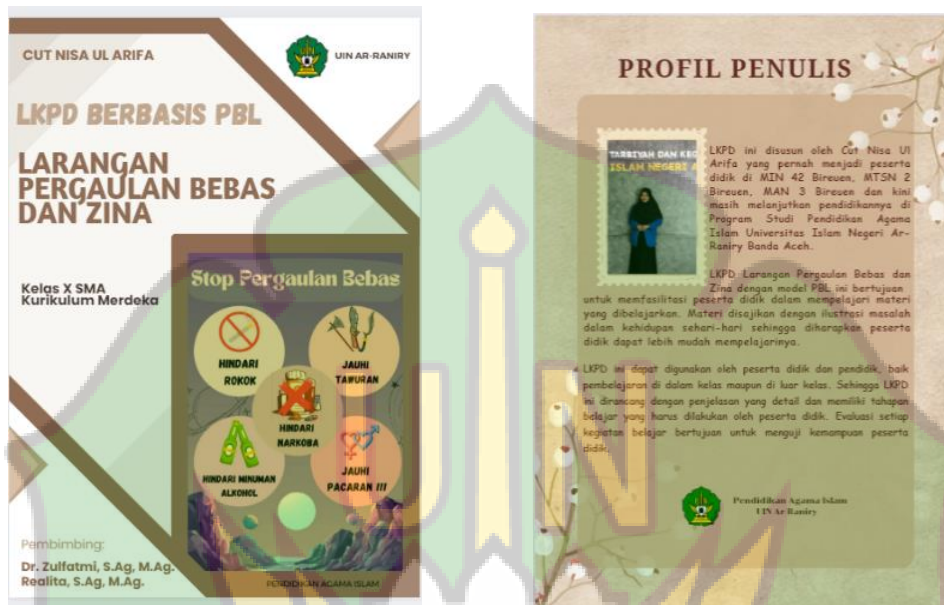 CUT NISA UL ARIFA
UIN AR-RANIRY
LKPD BERBASIS PBL
LARANGAN
PERGAULAN BEBAS
DAN ZINA
Kelas X SMA
Kurikulum Merdeka
Stop Pergaulan Bebas
HINDARI
ROKOK
JAUHI
TAWURAN
HINDARI
NARKOBA
HINDARI MINUMAN
ALKOHOL
JAUHI
PACARAN !!!
Pembimbing:
Dr. Zulfatmi, S.Ag, M.Ag.
Realita, S.Ag, M.Ag.
PENDIDIKAN AGAMA ISLAM
PROFIL PENULIS
TARBIYAH DAN KEG
ISLAM NEGERI A
LKPD ini disusun oleh Cut Nisa Ul
Arifa yang pernah menjadi peserta
didik di MIN 42 Bireuen, MTSN 2
Bireuen, MAN 3 Bireuen dan kini
masih melanjutkan pendidikannya di
Program Studi Pendidikan Agama
Islam Universitas Islam Negeri Ar-
Raniry Banda Aceh.
LKPD Larangan Pergaulan Bebas dan
Zina dengan model PBL ini bertujuan
untuk memfasilitasi peserta didik dalam mempelajari materi
yang dibelajarkan. Materi disajikan dengan ilustrasi masalah
dalam kehidupan sehari-hari sehingga diharapkan peserta
didik dapat lebih mudah mempelajarinya.
LKPD ini dapat digunakan oleh peserta didik dan pendidik, baik
pembelajaran di dalam kelas maupun di luar kelas. Sehingga LKPD
ini dirancang dengan penjelasan yang detail dan memiliki tahapan
belajar yang harus dilakukan oleh peserta didik. Evaluasi setiap
kegiatan belajar bertujuan untuk menguji kemampuan peserta
didik.
Pendidikan Agama Islam
UIN Ar Raniry
UIN